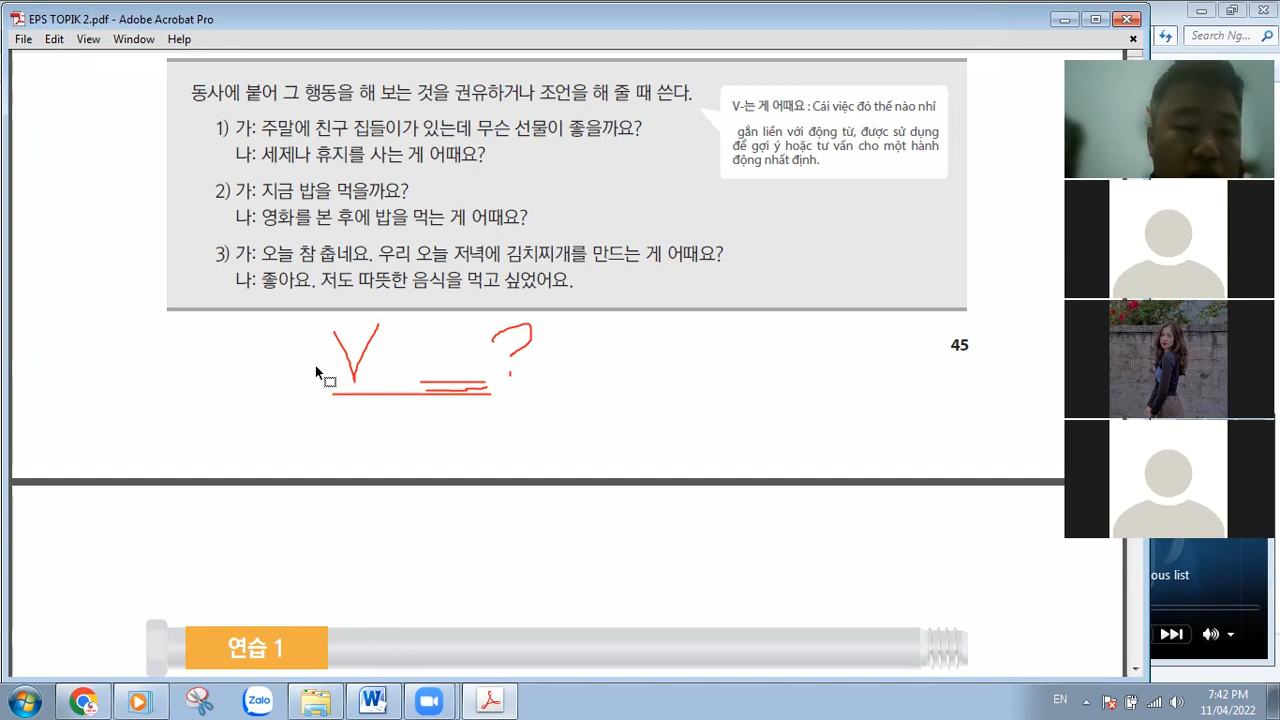 EPS TOPIK 2.pdf - Adobe Acrobat Pro
Search Ng...
File Edit View Window Help
동사에 붙어 그 행동을 해 보는 것을 권유하거나 조언을 해 줄 때 쓴다.
1) 가: 주말에 친구 집들이가 있는데 무슨 선물이 좋을까요?
나: 세제나 휴지를 사는 게 어때요?
2) 가: 지금 밥을 먹을까요?
나: 영화를 본 후에 밥을 먹는 게 어때요?
3) 가: 오늘 참 춥네요. 우리 오늘 저녁에 김치찌개를 만드는 게 어때요?
나: 좋아요. 저도 따뜻한 음식을 먹고 싶었어요.
V-는 게 어때요 : Cái việc đó thế nào nhỉ
gắn liền với động từ, được sử dụng
để gợi ý hoặc tư vấn cho một hành
động nhất định.
V ?
45
ous list
연습 1
Zalo
W
EN
7:42 PM
11/04/2022